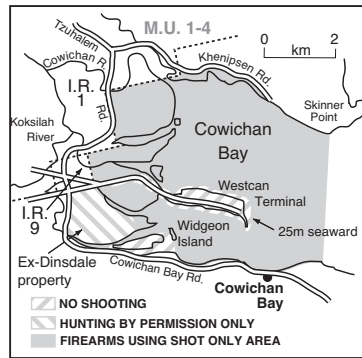 M.U. 1-4
Tzuhalem
Rd.
Cowichan R.
Khenipsen Rd.
0 2
km
I.R.
1
Skinner
Point
Koksilah
River
Cowichan
Bay
I.R.
9
Westcan
Terminal
25m seaward
Widgeon
Island
Ex-Dinsdale
property
Cowichan Bay Rd.
Cowichan
Bay
NO SHOOTING
HUNTING BY PERMISSION ONLY
FIREARMS USING SHOT ONLY AREA